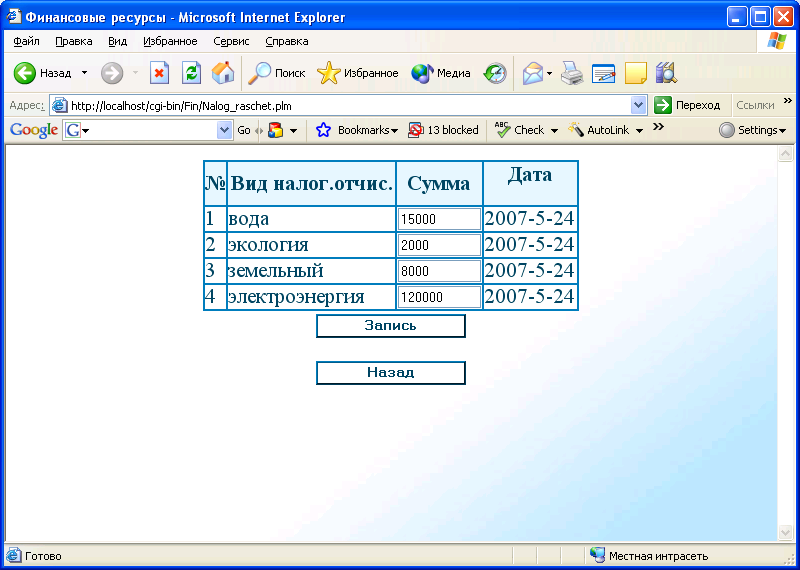 Финансовые ресурсы - Microsoft Internet Explorer
Файл Правка Вид Избранное Сервис Справка
Назад Поиск Избранное Медиа
Адрес: http://localhost/cgi-bin/Fin/Nalog_raschet.plm Переход Ссылки »
Google G Go Bookmarks 13 blocked ABC Check AutoLink » Settings
№ Вид налог.отчис. Сумма Дата
1 вода 15000 2007-5-24
2 экология 2000 2007-5-24
3 земельный 8000 2007-5-24
4 электроэнергия 120000 2007-5-24
Запись
Назад
Готово Местная интрасеть